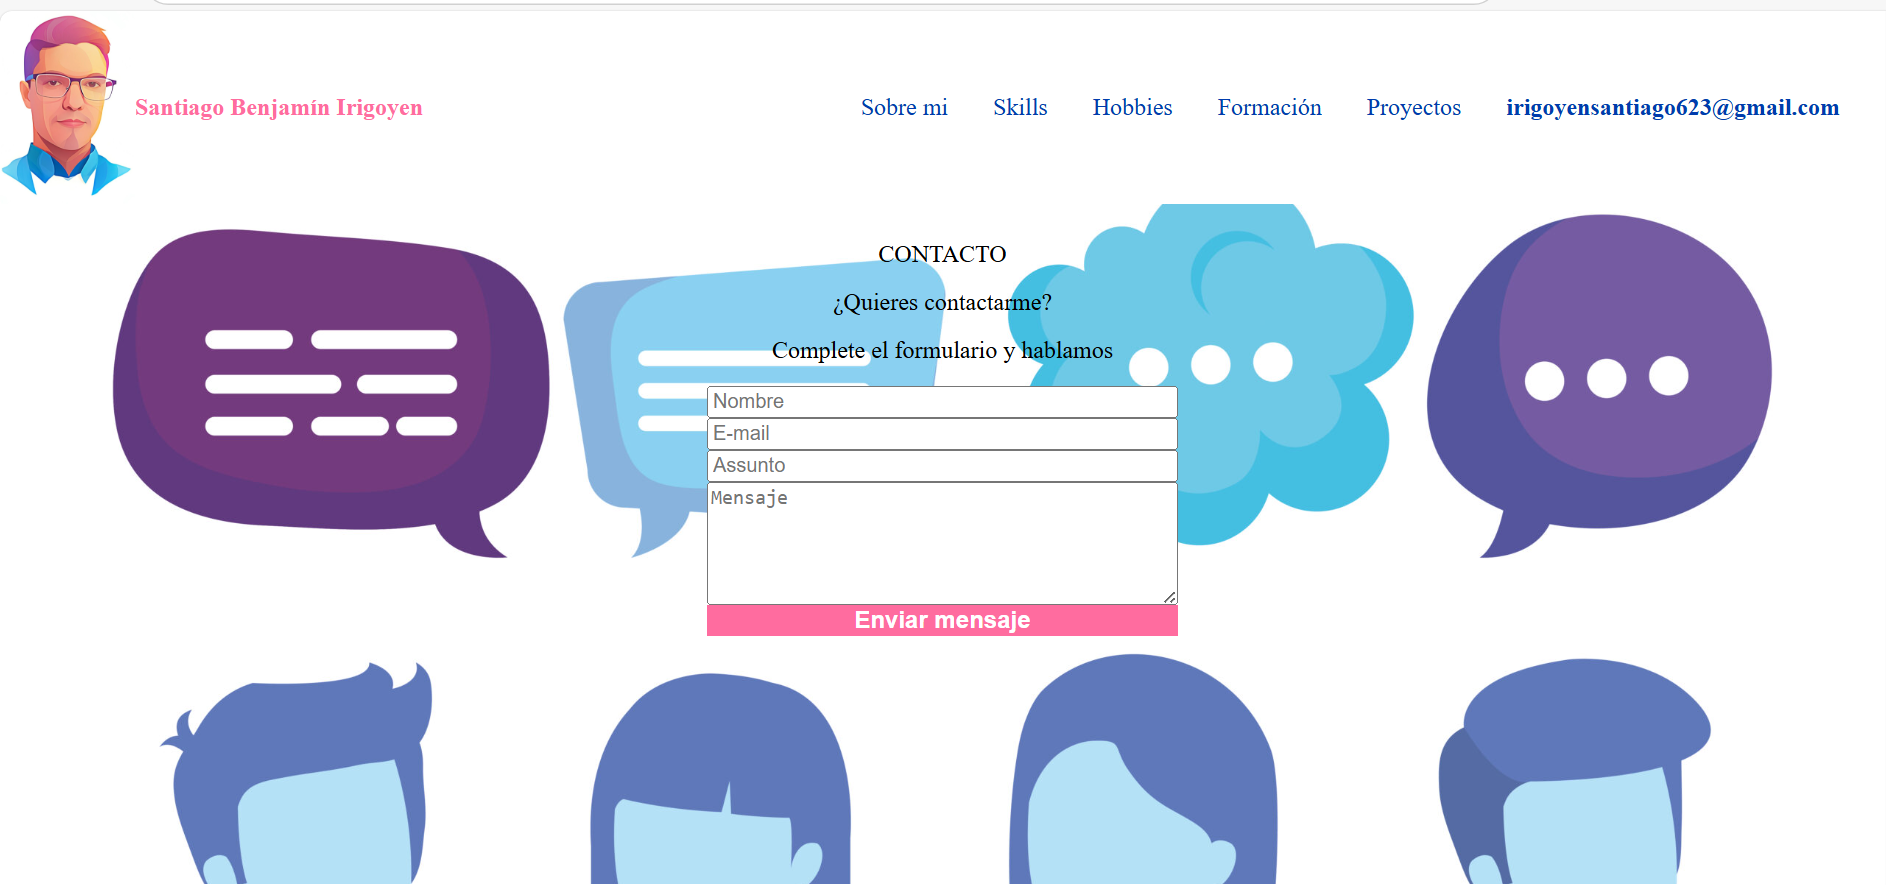 Santiago Benjamín Irigoyen
Sobre mi Skills Hobbies Formación Proyectos irigoyensantiago623@gmail.com
CONTACTO
¿Quieres contactarme?
Complete el formulario y hablamos
Nombre
E-mail
Assunto
Mensaje
Enviar mensaje